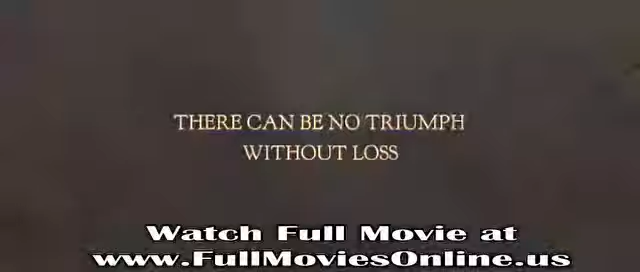 THERE CAN BE NO TRIUMPH
WITHOUT LOSS
Watch Full Movie at
www.FullMoviesOnline.us